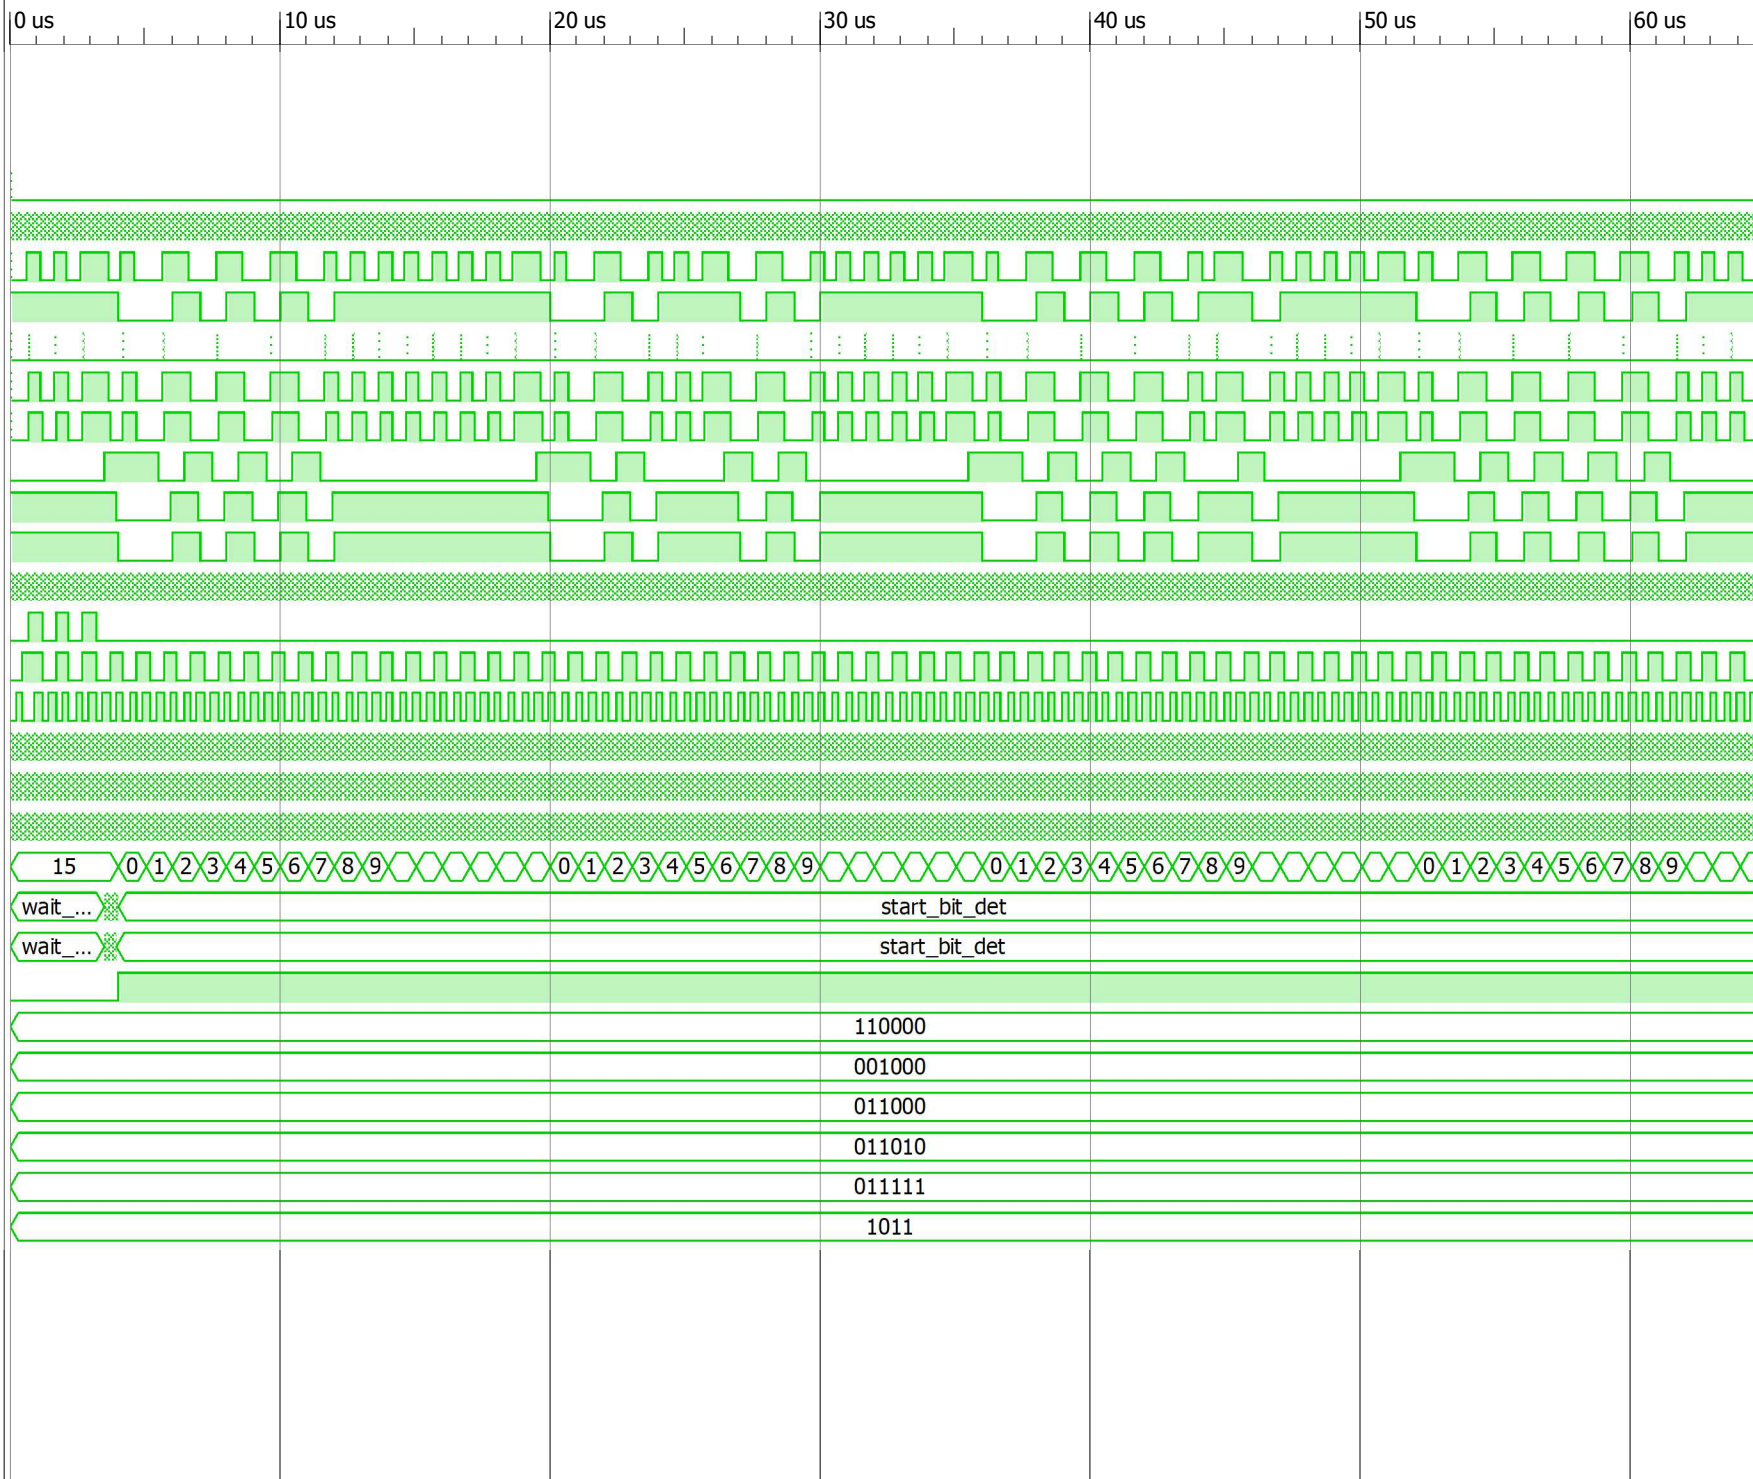 0 us 10 us 20 us 30 us 40 us 50 us 60 us
15 0 1 2 3 4 5 6 7 8 9 0 1 2 3 4 5 6 7 8 9 0 1 2 3 4 5 6 7 8 9 0 1 2 3 4 5 6 7 8 9
wait_... start_bit_det
wait_... start_bit_det
110000
001000
011000
011010
011111
1011